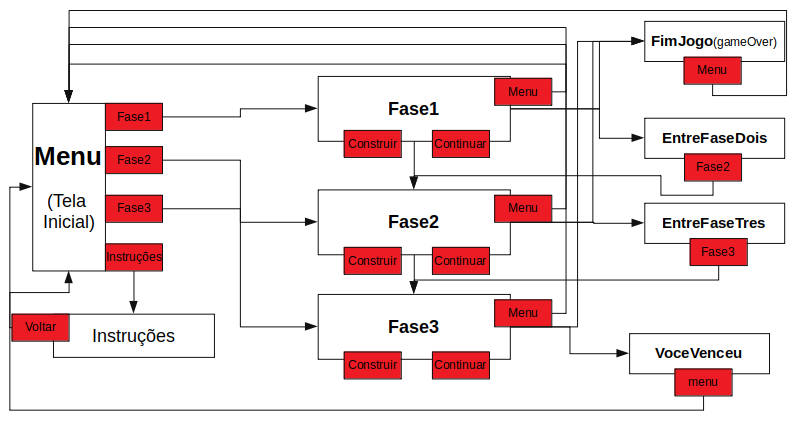 FimJogo(gameOver)
Menu
Menu
Fase1
Fase1
Construir
Continuar
EntreFaseDois
Fase2
Menu
(Tela
Inicial)
Fase2
Fase3
Instruções
Menu
Fase2
Construir
Continuar
EntreFaseTres
Fase3
Menu
Fase3
Construir
Continuar
Voltar
Instruções
VoceVenceu
menu